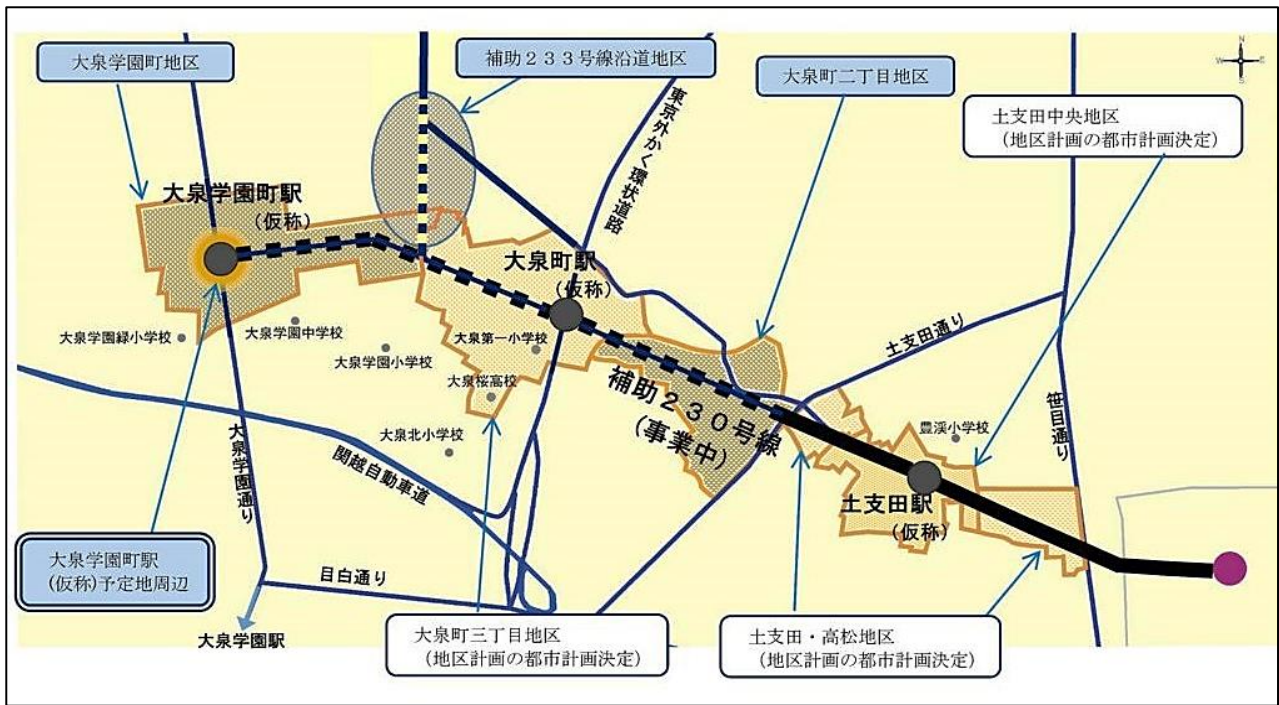 大泉学園町地区
補助233号線沿道地区
大泉町二丁目地区
土支田中央地区
(地区計画の都市計画決定)
N
W
E
S
東京外かく環状道路
大泉学園町駅
(仮称)
大泉町駅
(仮称)
大泉学園緑小学校
大泉学園中学校
大泉学園小学校
大泉第一小学校
大泉桜高校
大泉北小学校
補助230号線
(事業中)
土支田通り
笹目通り
豊渓小学校
土支田駅
(仮称)
大泉学園通り
関越自動車道
目白通り
大泉学園駅
大泉学園町駅
(仮称)予定地周辺
大泉町三丁目地区
(地区計画の都市計画決定)
土支田・高松地区
(地区計画の都市計画決定)